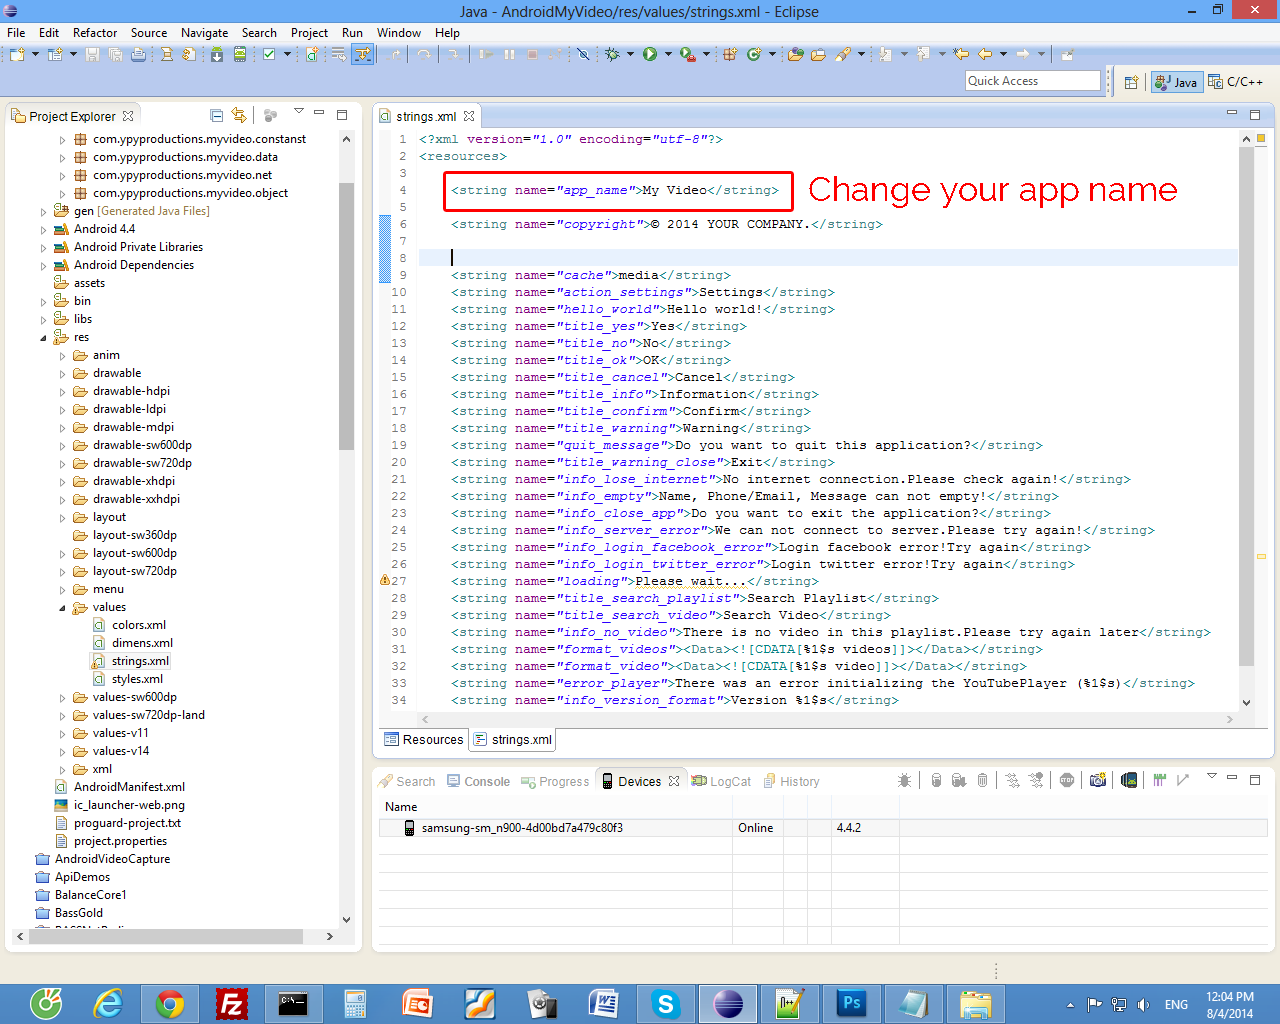 Java - AndroidMyVideo/res/values/strings.xml - Eclipse
File Edit Refactor Source Navigate Search Project Run Window Help
Quick Access
Java
C/C++
Project Explorer
com.ypyproductions.myvideo.constanst
com.ypyproductions.myvideo.data
com.ypyproductions.myvideo.net
com.ypyproductions.myvideo.object
gen [Generated Java Files]
Android 4.4
Android Private Libraries
Android Dependencies
assets
bin
libs
res
anim
drawable
drawable-hdpi
drawable-ldpi
drawable-mdpi
drawable-sw600dp
drawable-sw720dp
drawable-xhdpi
drawable-xxhdpi
layout
layout-sw360dp
layout-sw600dp
layout-sw720dp
menu
values
colors.xml
dimens.xml
strings.xml
styles.xml
values-sw600dp
values-sw720dp-land
values-v11
values-v14
xml
AndroidManifest.xml
ic_launcher-web.png
proguard-project.txt
project.properties
AndroidVideoCapture
ApiDemos
BalanceCore1
BassGold
strings.xml
1 <?xml version="1.0" encoding="utf-8"?>
2 <resources>
3
4 <string name="app_name">My Video</string>
Change your app name
5
6 <string name="copyright">© 2014 YOUR COMPANY.</string>
7
8
9 <string name="cache">media</string>
10 <string name="action_settings">Settings</string>
11 <string name="hello_world">Hello world!</string>
12 <string name="title_yes">Yes</string>
13 <string name="title_no">No</string>
14 <string name="title_ok">OK</string>
15 <string name="title_cancel">Cancel</string>
16 <string name="title_info">Information</string>
17 <string name="title_confirm">Confirm</string>
18 <string name="title_warning">Warning</string>
19 <string name="quit_message">Do you want to quit this application?</string>
20 <string name="title_warning_close">Exit</string>
21 <string name="info_lose_internet">No internet connection.Please check again!</string>
22 <string name="info_empty">Name, Phone/Email, Message can not empty!</string>
23 <string name="info_close_app">Do you want to exit the application?</string>
24 <string name="info_server_error">We can not connect to server.Please try again!</string>
25 <string name="info_login_facebook_error">Login facebook error!Try again</string>
26 <string name="info_login_twitter_error">Login twitter error!Try again</string>
27 <string name="loading">Please wait...</string>
28 <string name="title_search_playlist">Search Playlist</string>
29 <string name="title_search_video">Search Video</string>
30 <string name="info_no_video">There is no video in this playlist.Please try again later</string>
31 <string name="format_videos"><Data><![CDATA[%1$s videos]]></Data></string>
32 <string name="format_video"><Data><![CDATA[%1$s video]]></Data></string>
33 <string name="error_player">There was an error initializing the YouTubePlayer (%1$s)</string>
34 <string name="info_version_format">Version %1$s</string>
Resources strings.xml
Search Console Progress Devices LogCat History
Name
samsung-sm_n900-4d00bd7a479c80f3 Online 4.4.2
ENG
12:04 PM
8/4/2014